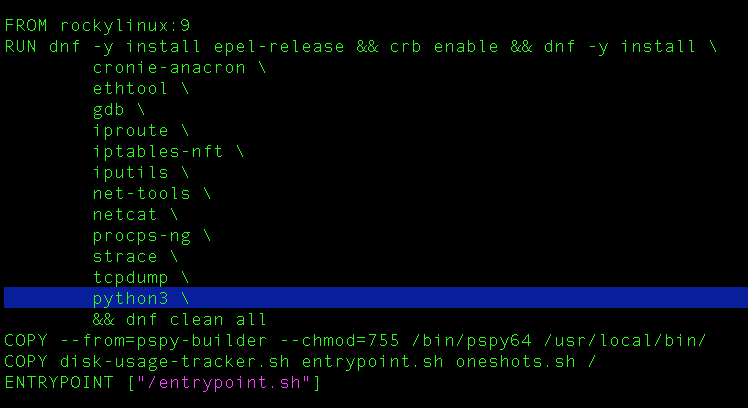 FROM rockylinux:9
RUN dnf -y install epel-release && crb enable && dnf -y install \
        cronie-anacron \
        ethtool \
        gdb \
        iproute \
        iptables-nft \
        iputils \
        net-tools \
        netcat \
        procps-ng \
        strace \
        tcpdump \
        python3 \
        && dnf clean all
COPY --from=pspy-builder --chmod=755 /bin/pspy64 /usr/local/bin/
COPY disk-usage-tracker.sh entrypoint.sh oneshots.sh /
ENTRYPOINT ["/entrypoint.sh"]